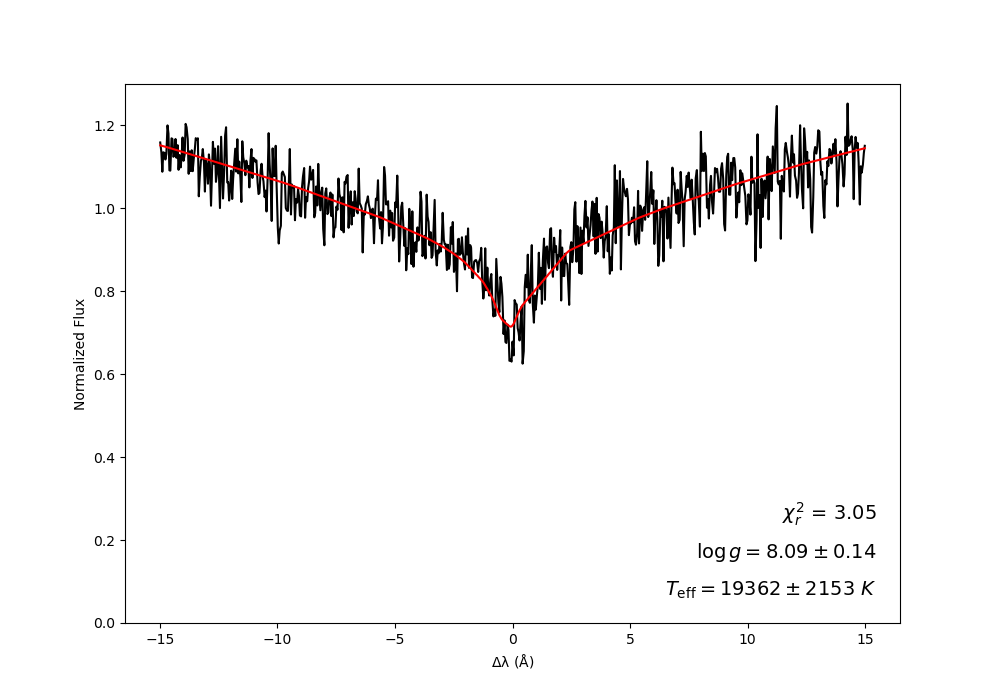 1.2
1.0
0.8
0.6
0.4
0.2
0.0
Normalized Flux
χ²ᵣ = 3.05
log g = 8.09 ± 0.14
T_eff = 19362 ± 2153 K
−15 −10 −5 0 5 10 15
Δλ (Å)